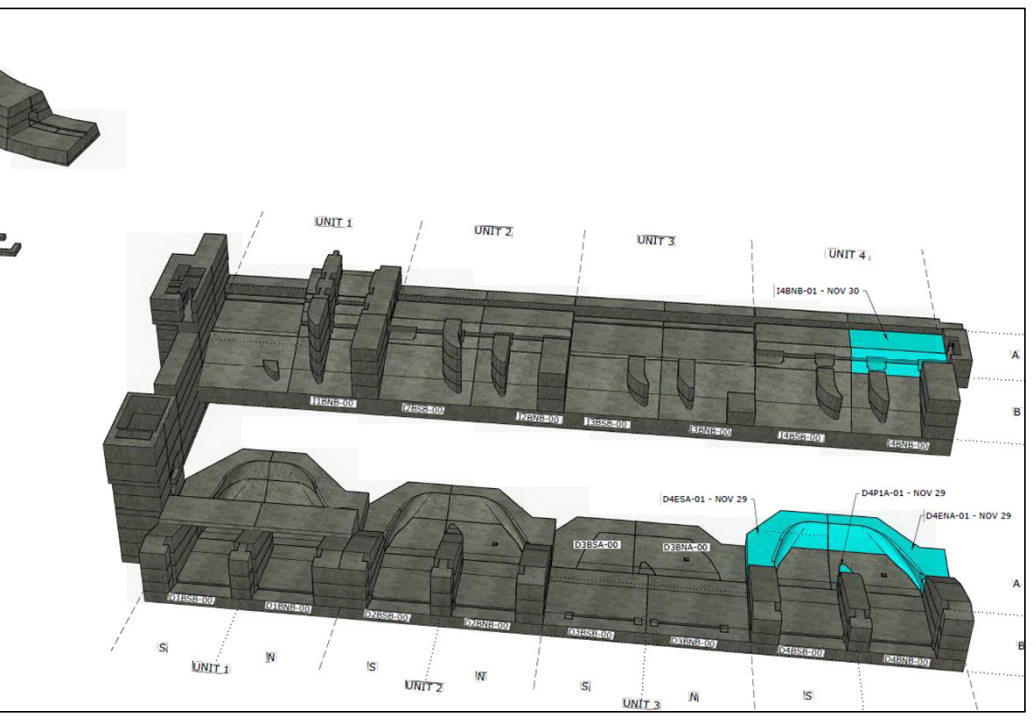 UNIT 1
UNIT 2
UNIT 3
UNIT 4
I4BNB-01 - NOV 30
A
B
I1BNB-00
I2BSB-00
I2BNB-00
I3BSB-00
I3BNB-00
I4BSB-00
I4BNB-00
D4ESA-01 - NOV 29
D4P1A-01 - NOV 29
D4ENA-01 - NOV 29
D3BSA-00
D3BNA-00
A
B
D1BSB-00
D1BNB-00
D2BSB-00
D2BNB-00
D3BSB-00
D3BNB-00
D4BSB-00
D4BNB-00
S
N
S
N
S
N
S
UNIT 1
UNIT 2
UNIT 3